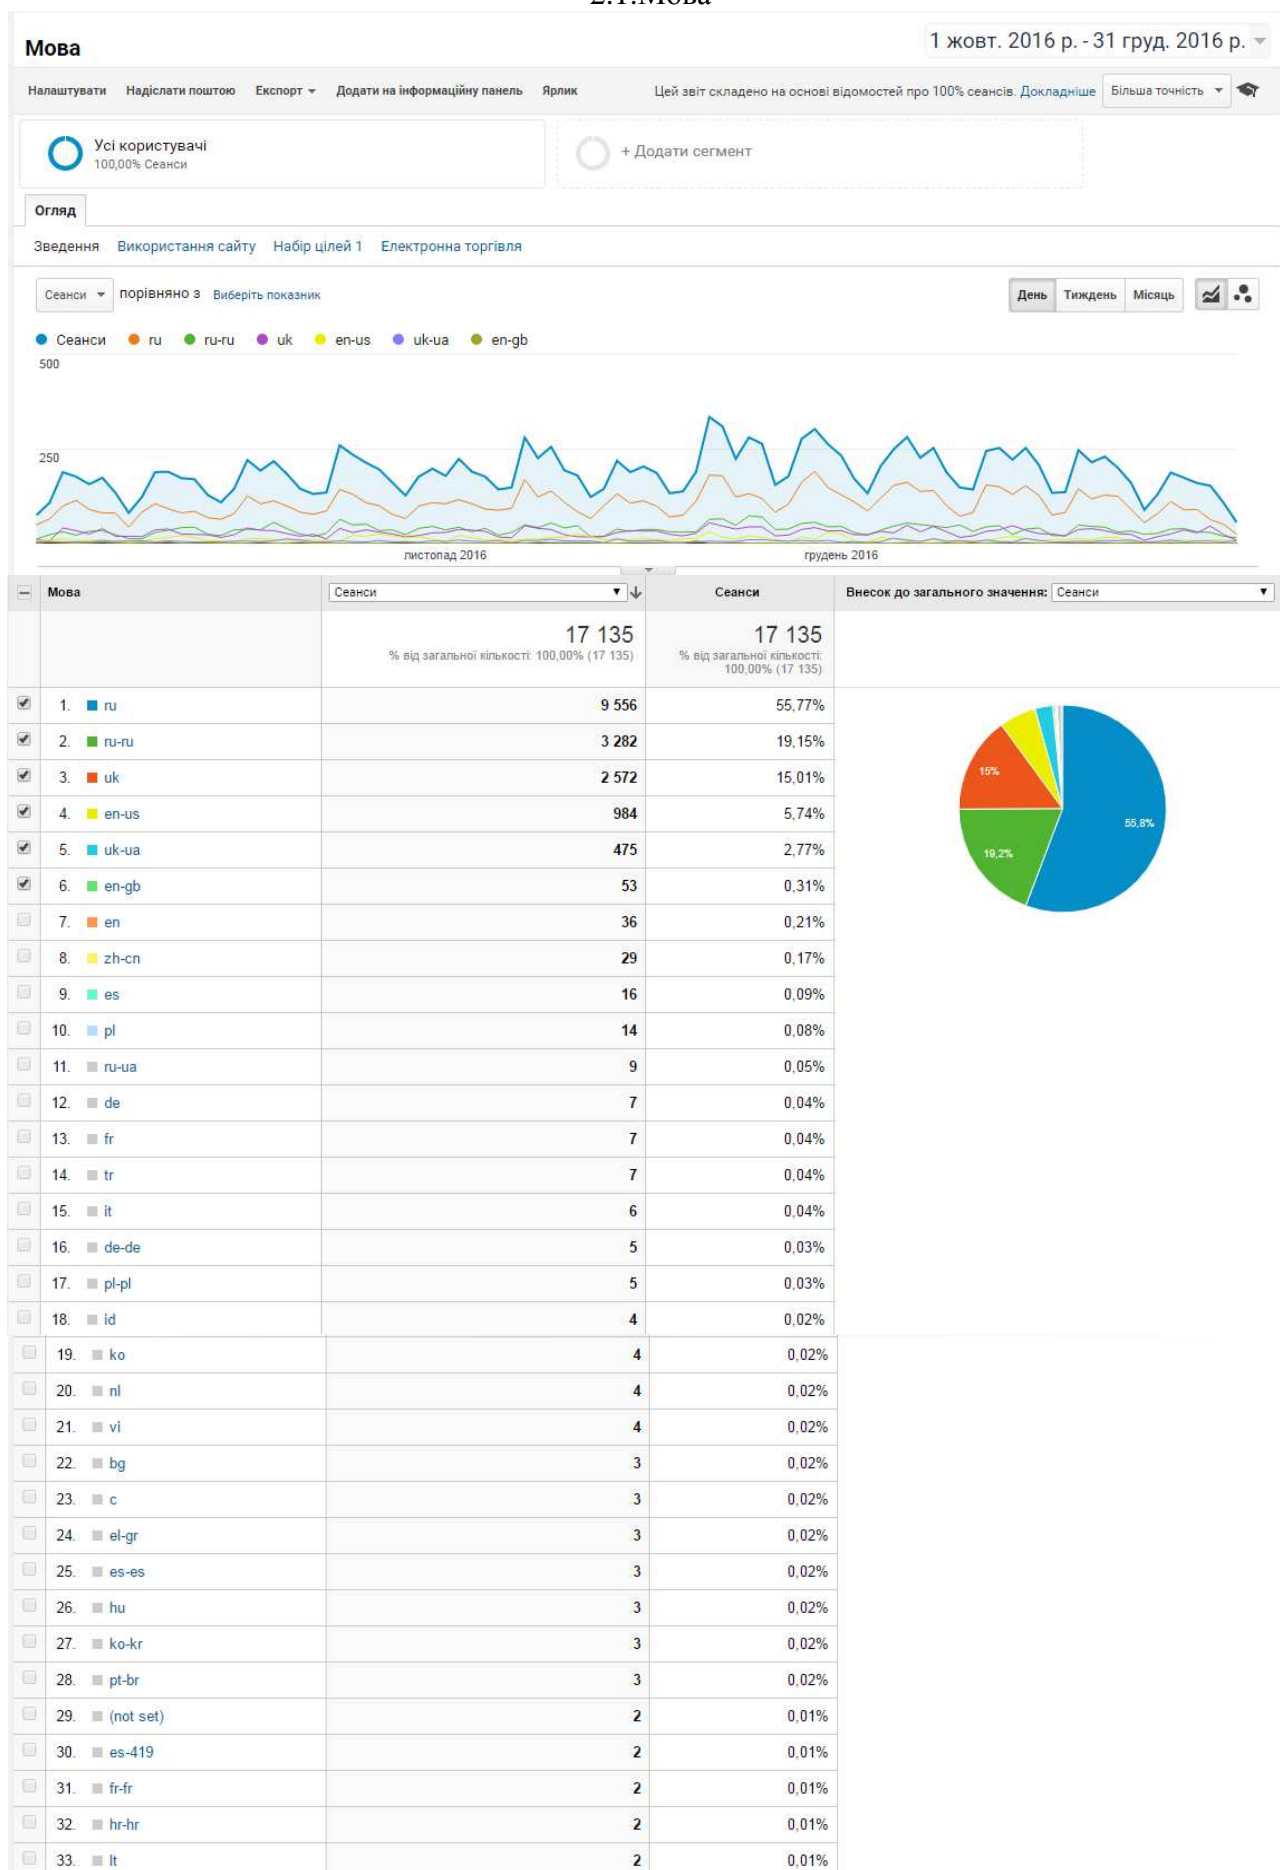 2.1.Мова
Мова
1 жовт. 2016 р. - 31 груд. 2016 р.
Налаштувати Надіслати поштою Експорт Додати на інформаційну панель Ярлик Цей звіт складено на основі відомостей про 100% сеансів. Докладніше Більша точність
Усі користувачі
100,00% Сеанси
+ Додати сегмент
Огляд
Зведення Використання сайту Набір цілей 1 Електронна торгівля
Сеанси порівняно з Виберіть показник День Тиждень Місяць
Сеанси ru ru-ru uk en-us uk-ua en-gb
500
250
листопад 2016 грудень 2016
Мова Сеанси Сеанси Внесок до загального значення: Сеанси
17 135 17 135
% від загальної кількості: 100,00% (17 135) % від загальної кількості:
100,00% (17 135)
1. ru 9 556 55,77%
2. ru-ru 3 282 19,15%
3. uk 2 572 15,01%
4. en-us 984 5,74%
5. uk-ua 475 2,77%
6. en-gb 53 0,31%
7. en 36 0,21%
8. zh-cn 29 0,17%
9. es 16 0,09%
10. pl 14 0,08%
11. ru-ua 9 0,05%
12. de 7 0,04%
13. fr 7 0,04%
14. tr 7 0,04%
15. it 6 0,04%
16. de-de 5 0,03%
17. pl-pl 5 0,03%
18. id 4 0,02%
19. ko 4 0,02%
20. nl 4 0,02%
21. vi 4 0,02%
22. bg 3 0,02%
23. c 3 0,02%
24. el-gr 3 0,02%
25. es-es 3 0,02%
26. hu 3 0,02%
27. ko-kr 3 0,02%
28. pt-br 3 0,02%
29. (not set) 2 0,01%
30. es-419 2 0,01%
31. fr-fr 2 0,01%
32. hr-hr 2 0,01%
33. lt 2 0,01%
15%
55,8%
19,2%